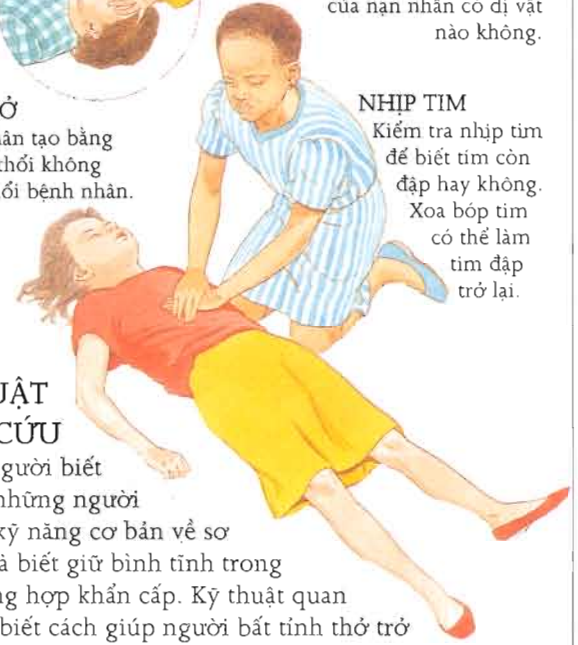 của nạn nhân có dị vật
nào không.
NHỊP TIM
Kiểm tra nhịp tim
để biết tim còn
đập hay không.
Xoa bóp tim
có thể làm
tim đập
trở lại.
Ở
ân tạo bằng
thổi không
ổi bệnh nhân.
UẬT
CỨU
gười biết
những người
kỹ năng cơ bản về sơ
à biết giữ bình tĩnh trong
ng hợp khẩn cấp. Kỹ thuật quan
biết cách giúp người bất tỉnh thở trở